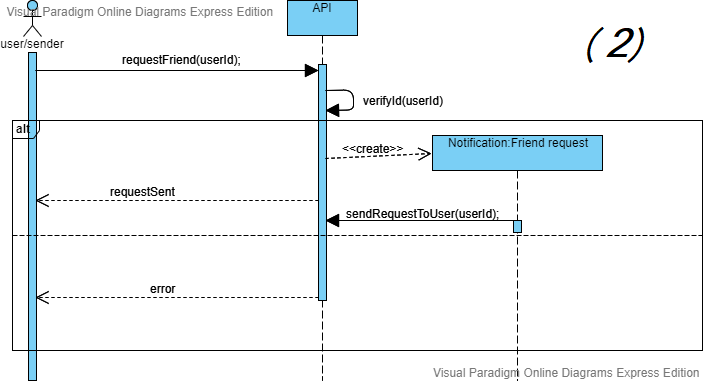 Visual Paradigm Online Diagrams Express Edition
API
(2)
user/sender
requestFriend(userId);
verifyId(userId)
alt
<<create>>
Notification:Friend request
requestSent
sendRequestToUser(userId);
error
Visual Paradigm Online Diagrams Express Edition